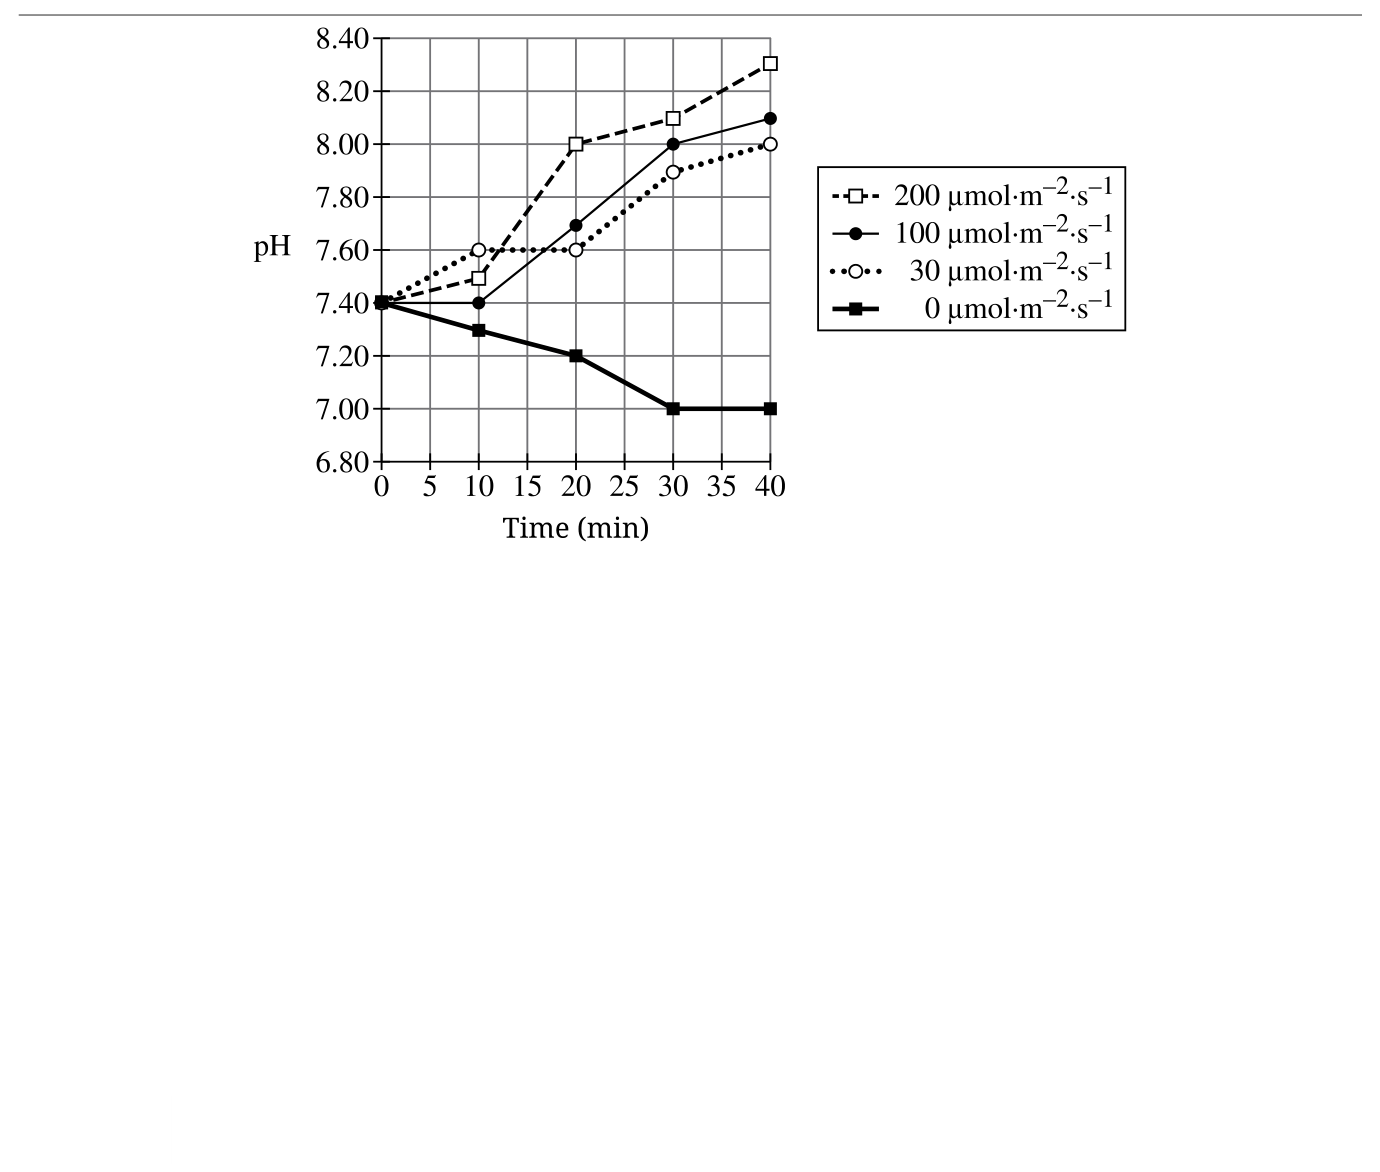 8.40
8.20
8.00
7.80
pH 7.60
7.40
7.20
7.00
6.80
0 5 10 15 20 25 30 35 40
Time (min)
200 µmol·m⁻²·s⁻¹
100 µmol·m⁻²·s⁻¹
30 µmol·m⁻²·s⁻¹
0 µmol·m⁻²·s⁻¹